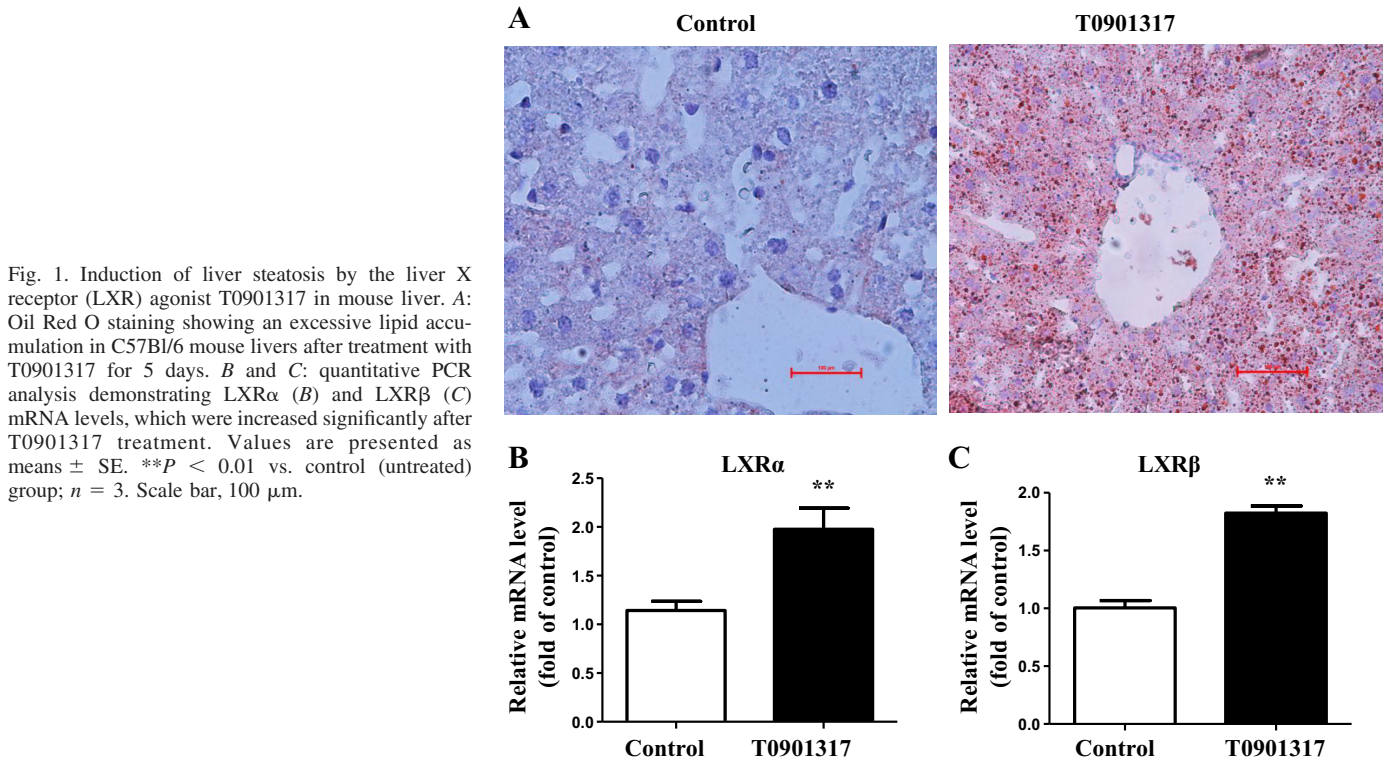 Fig. 1. Induction of liver steatosis by the liver X
receptor (LXR) agonist T0901317 in mouse liver. A:
Oil Red O staining showing an excessive lipid accu-
mulation in C57Bl/6 mouse livers after treatment with
T0901317 for 5 days. B and C: quantitative PCR
analysis demonstrating LXRα (B) and LXRβ (C)
mRNA levels, which were increased significantly after
T0901317 treatment. Values are presented as
means ± SE. **P < 0.01 vs. control (untreated)
group; n = 3. Scale bar, 100 μm.
A
Control
T0901317
100 μm
B
LXRα
Relative mRNA level
(fold of control)
2.5
2.0
1.5
1.0
0.5
0.0
**
Control
T0901317
C
LXRβ
Relative mRNA level
(fold of control)
2.0
1.5
1.0
0.5
0.0
**
Control
T0901317